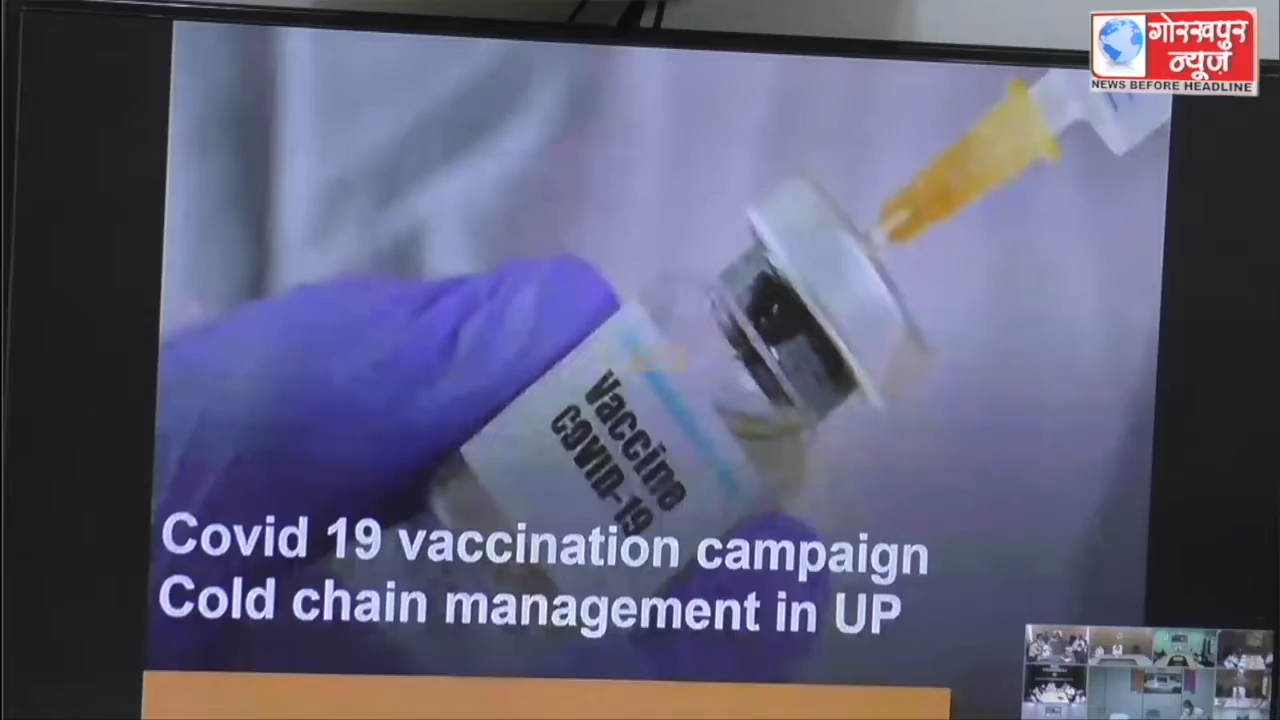 गोरखपुर
न्यूज़
NEWS BEFORE HEADLINE
Vaccine
COVID-19
Covid 19 vaccination campaign
Cold chain management in UP